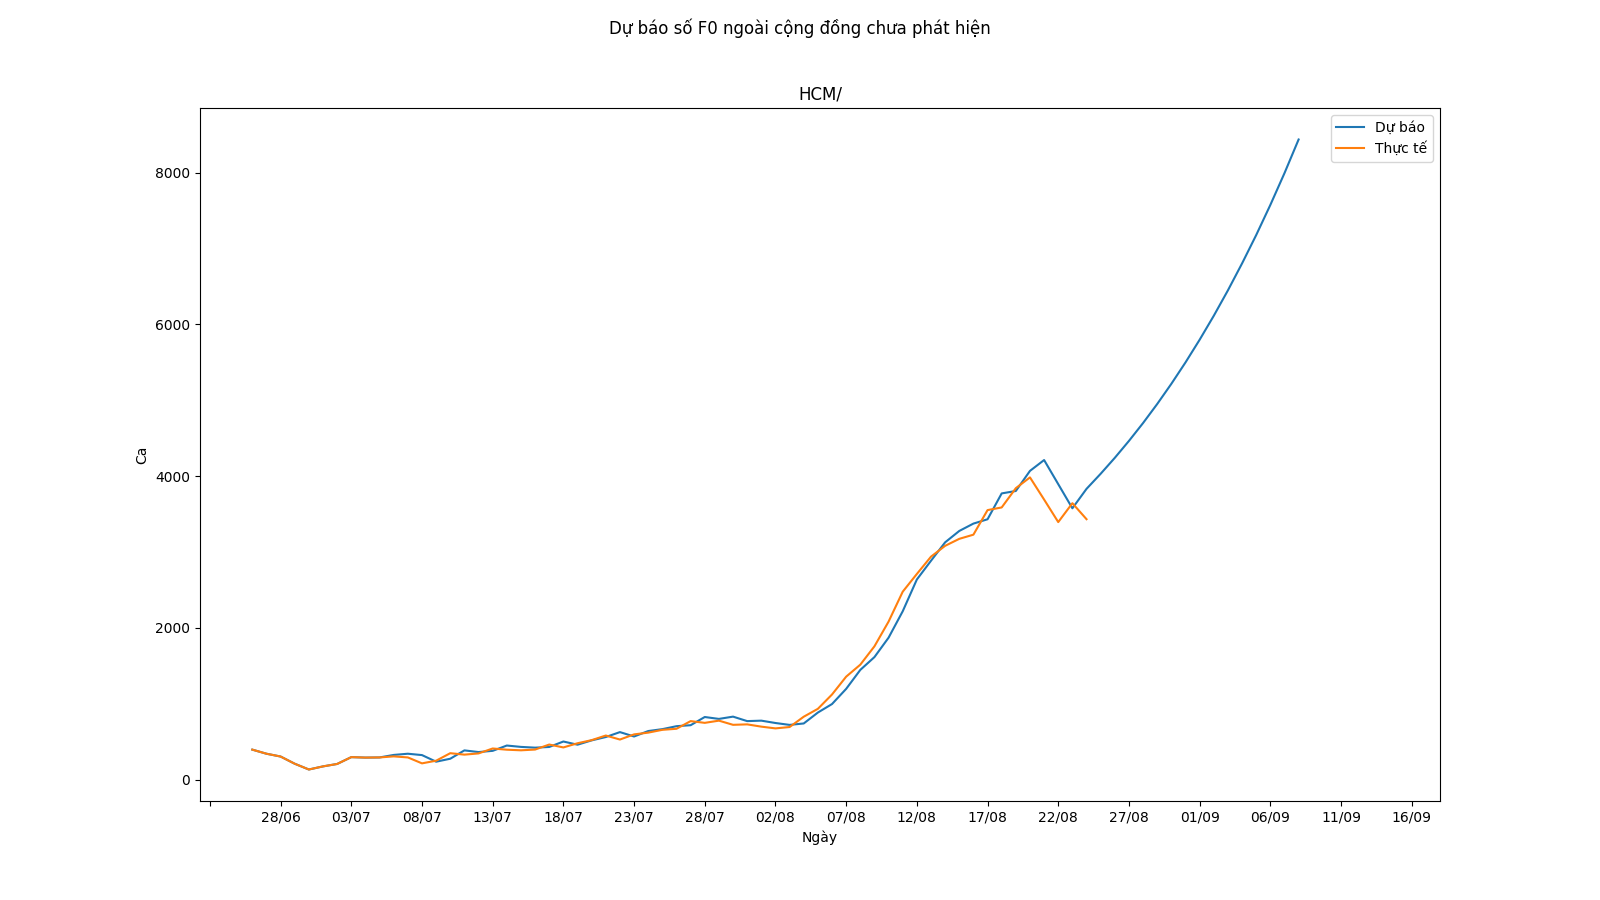 Dự báo số F0 ngoài cộng đồng chưa phát hiện
HCM/
Dự báo
Thực tế
8000
6000
4000
2000
0
Ca
28/06 03/07 08/07 13/07 18/07 23/07 28/07 02/08 07/08 12/08 17/08 22/08 27/08 01/09 06/09 11/09 16/09
Ngày